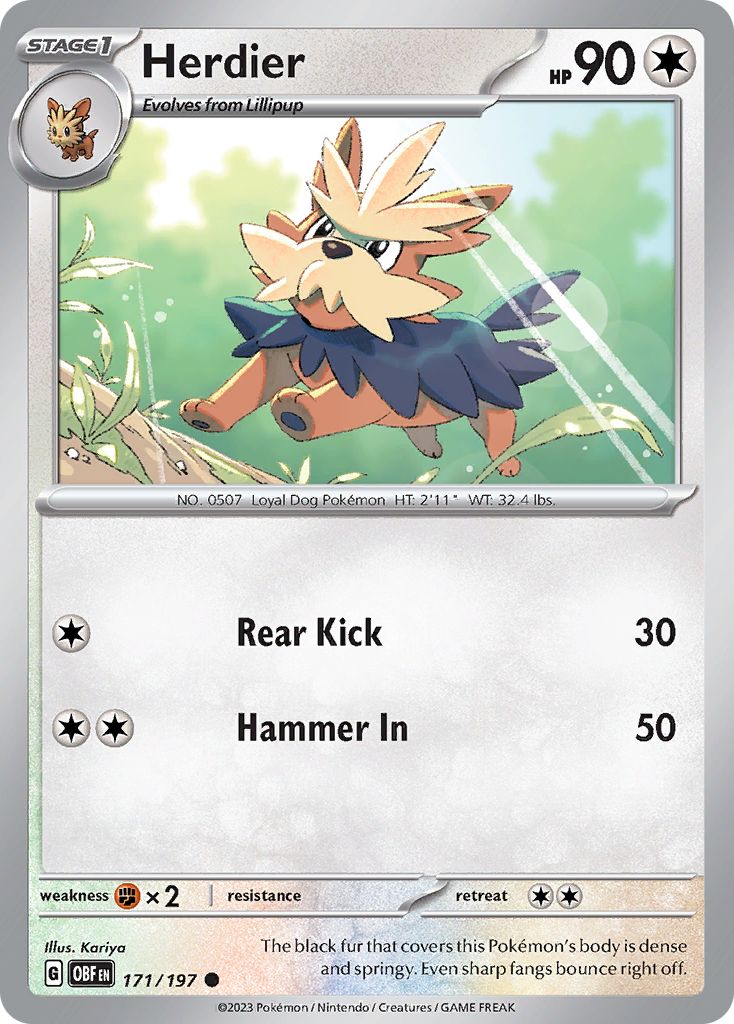 STAGE1
Herdier
HP 90
Evolves from Lillipup
NO. 0507 Loyal Dog Pokémon HT: 2'11" WT: 32.4 lbs.
Rear Kick 30
Hammer In 50
weakness ×2 resistance retreat
Illus. Kariya
The black fur that covers this Pokémon's body is dense
and springy. Even sharp fangs bounce right off.
G OBF EN 171/197
©2023 Pokémon / Nintendo / Creatures / GAME FREAK